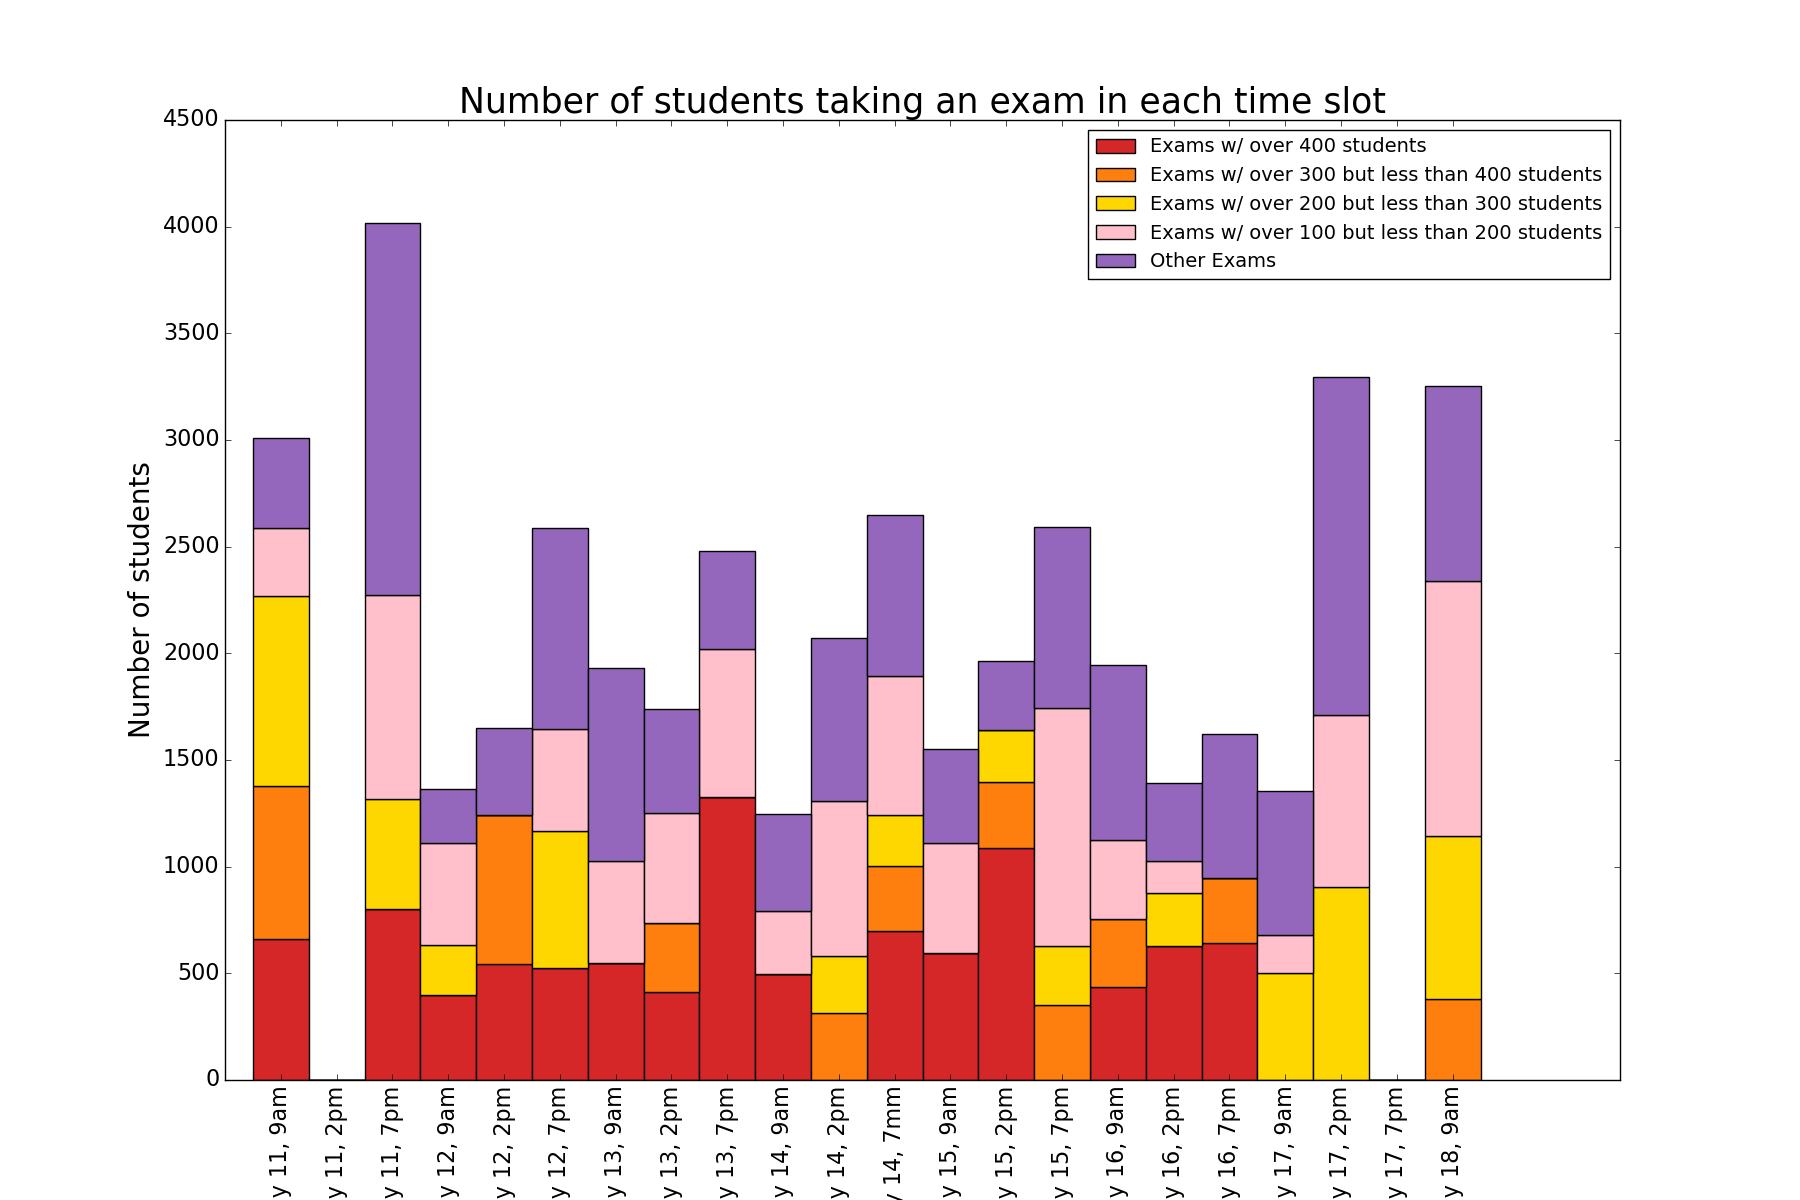 Number of students taking an exam in each time slot
4500
4000
3500
3000
2500
2000
1500
1000
500
0
Number of students
Exams w/ over 400 students
Exams w/ over 300 but less than 400 students
Exams w/ over 200 but less than 300 students
Exams w/ over 100 but less than 200 students
Other Exams
y 11, 9am
y 11, 2pm
y 11, 7pm
y 12, 9am
y 12, 2pm
y 12, 7pm
y 13, 9am
y 13, 2pm
y 13, 7pm
y 14, 9am
y 14, 2pm
y 14, 7mm
y 15, 9am
y 15, 2pm
y 15, 7pm
y 16, 9am
y 16, 2pm
y 16, 7pm
y 17, 9am
y 17, 2pm
y 17, 7pm
y 18, 9am